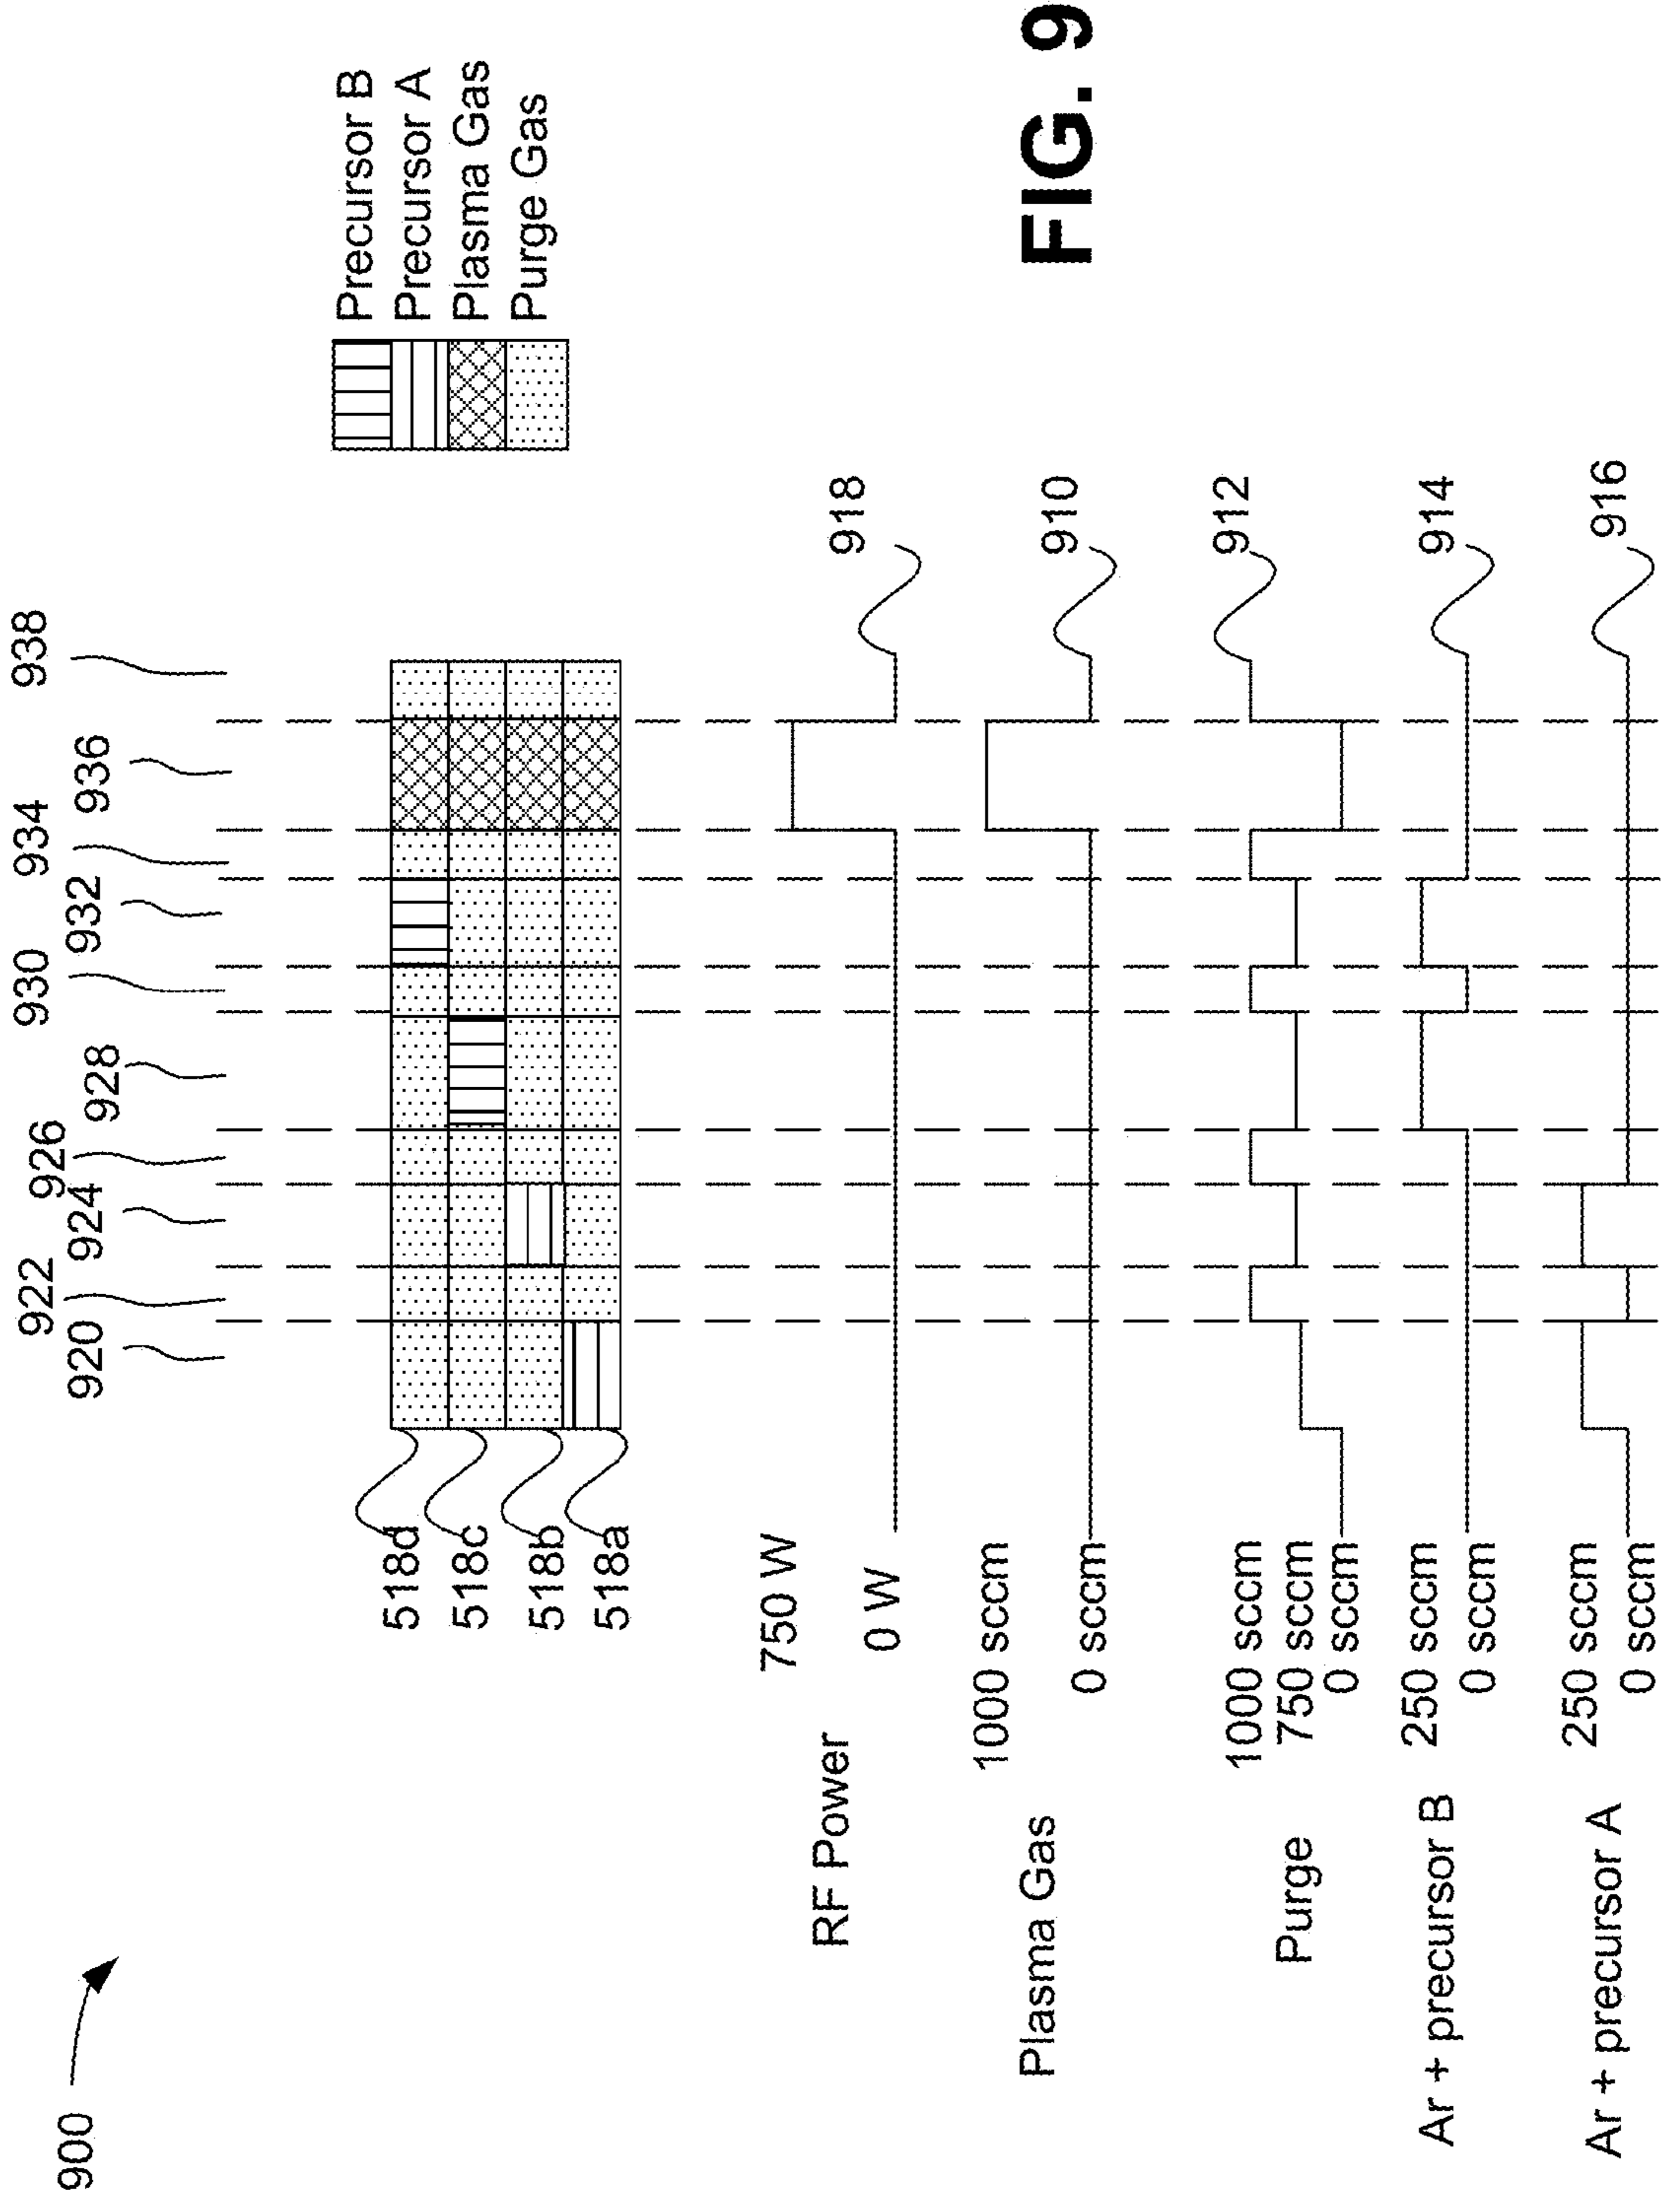 900
920
922
924
926
928
930
932
934
936
938
518d
518c
518b
518a
Precursor B
Precursor A
Plasma Gas
Purge Gas
RF Power
750 W
0 W
918
Plasma Gas
1000 sccm
0 sccm
910
Purge
1000 sccm
750 sccm
0 sccm
912
Ar + precursor B
250 sccm
0 sccm
914
Ar + precursor A
250 sccm
0 sccm
916
FIG. 9